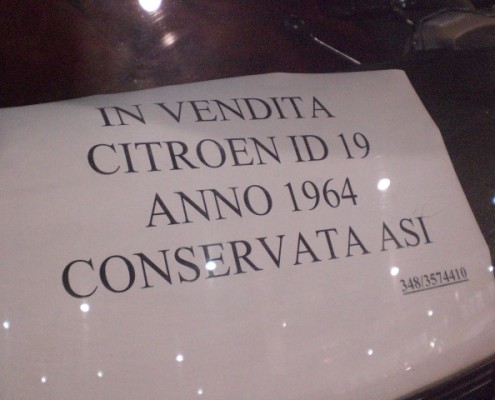 IN VENDITA
CITROEN ID 19
ANNO 1964
CONSERVATA ASI
348/3574410